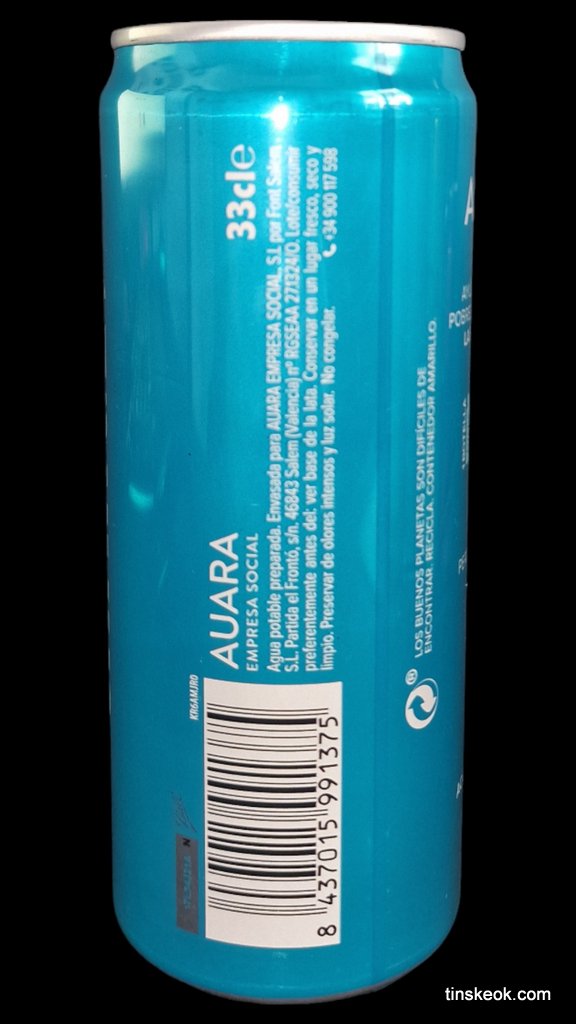 AUARA
EMPRESA SOCIAL
33cl e
Agua potable preparada. Envasada para AUARA EMPRESA SOCIAL, S.L. por Font Salem,
S.L. Partida el Frontó, s/n. 46843 Salem (Valencia) nº RGSEAA 27.1324/O. Lote/consumir
preferentemente antes del: ver base de la lata. Conservar en un lugar fresco, seco y
limpio. Preservar de olores intensos y luz solar. No congelar.
+34 900 117 598
KR6AMJR0
N
8 437015 991375
LOS BUENOS PLANETAS SON DIFÍCILES DE
ENCONTRAR. RECICLA. CONTENEDOR AMARILLO.
®
tinskeok.com